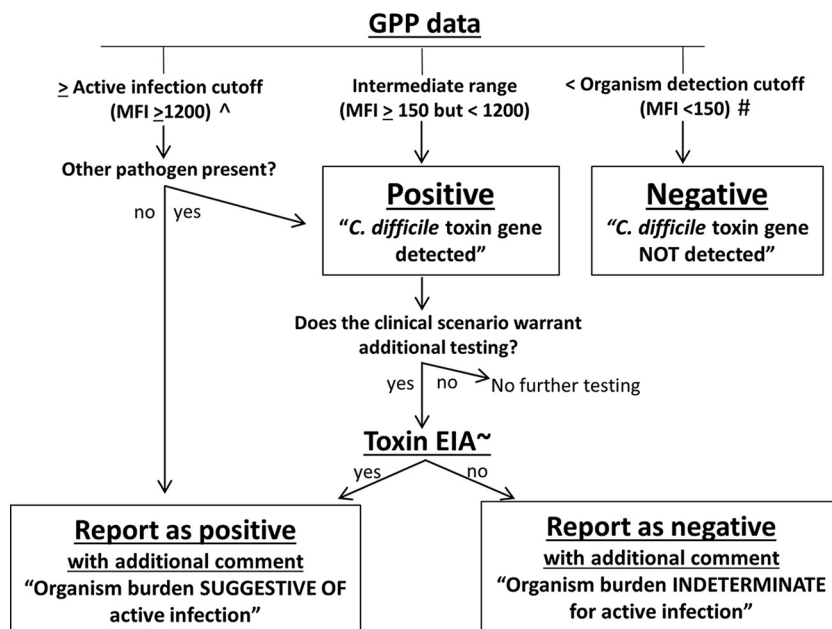 GPP data
≥ Active infection cutoff
(MFI ≥1200) ^
Intermediate range
(MFI ≥ 150 but < 1200)
< Organism detection cutoff
(MFI <150) #
Other pathogen present?
no yes
Positive
“C. difficile toxin gene
detected”
Negative
“C. difficile toxin gene
NOT detected”
Does the clinical scenario warrant
additional testing?
yes no
No further testing
Toxin EIA~
yes no
Report as positive
with additional comment
“Organism burden SUGGESTIVE OF
active infection”
Report as negative
with additional comment
“Organism burden INDETERMINATE
for active infection”